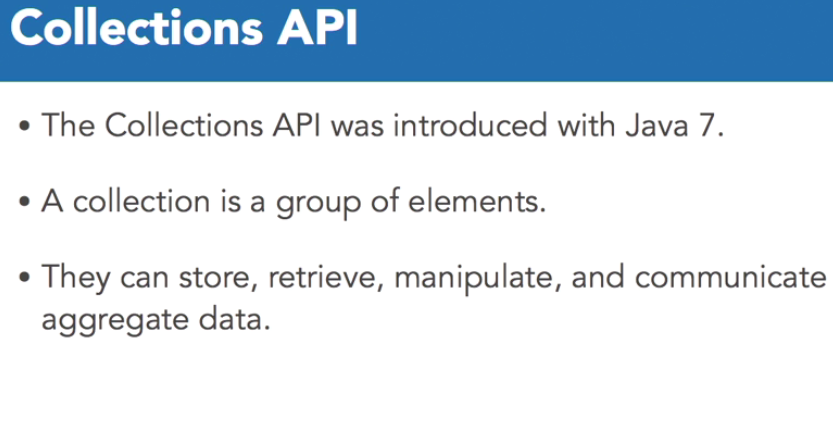 Collections API
• The Collections API was introduced with Java 7.
• A collection is a group of elements.
• They can store, retrieve, manipulate, and communicate
aggregate data.